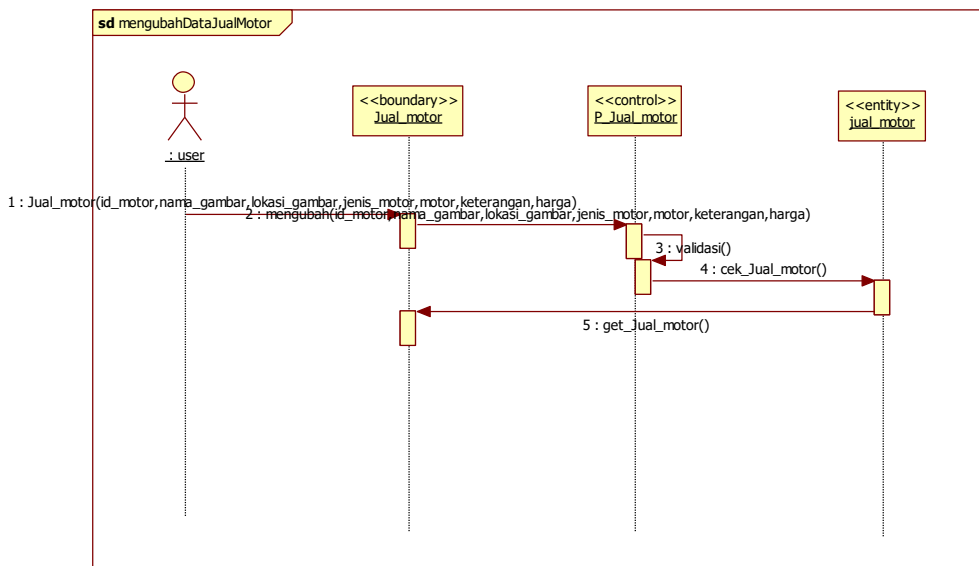 sd mengubahDataJualMotor
<<boundary>>
Jual_motor
<<control>>
P_Jual_motor
<<entity>>
jual_motor
: user
1 : Jual_motor(id_motor,nama_gambar,lokasi_gambar,jenis_motor,motor,keterangan,harga)
2 : mengubah(id_motor,nama_gambar,lokasi_gambar,jenis_motor,motor,keterangan,harga)
3 : validasi()
4 : cek_Jual_motor()
5 : get_Jual_motor()